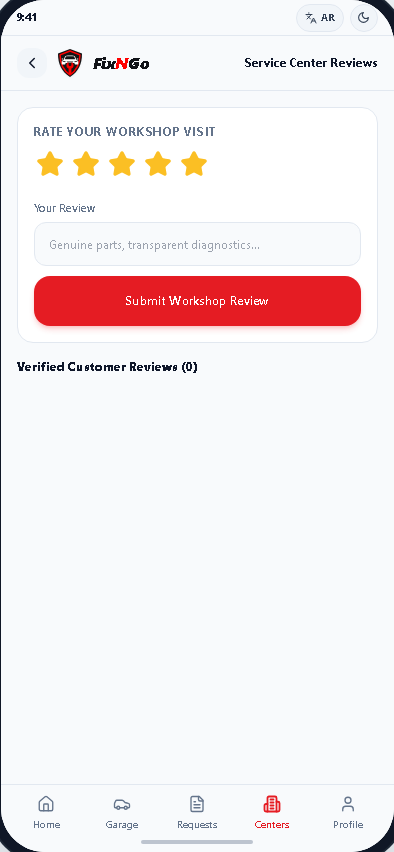 9:41
AR
FixNGo
Service Center Reviews
RATE YOUR WORKSHOP VISIT
Your Review
Genuine parts, transparent diagnostics...
Submit Workshop Review
Verified Customer Reviews (0)
Home
Garage
Requests
Centers
Profile